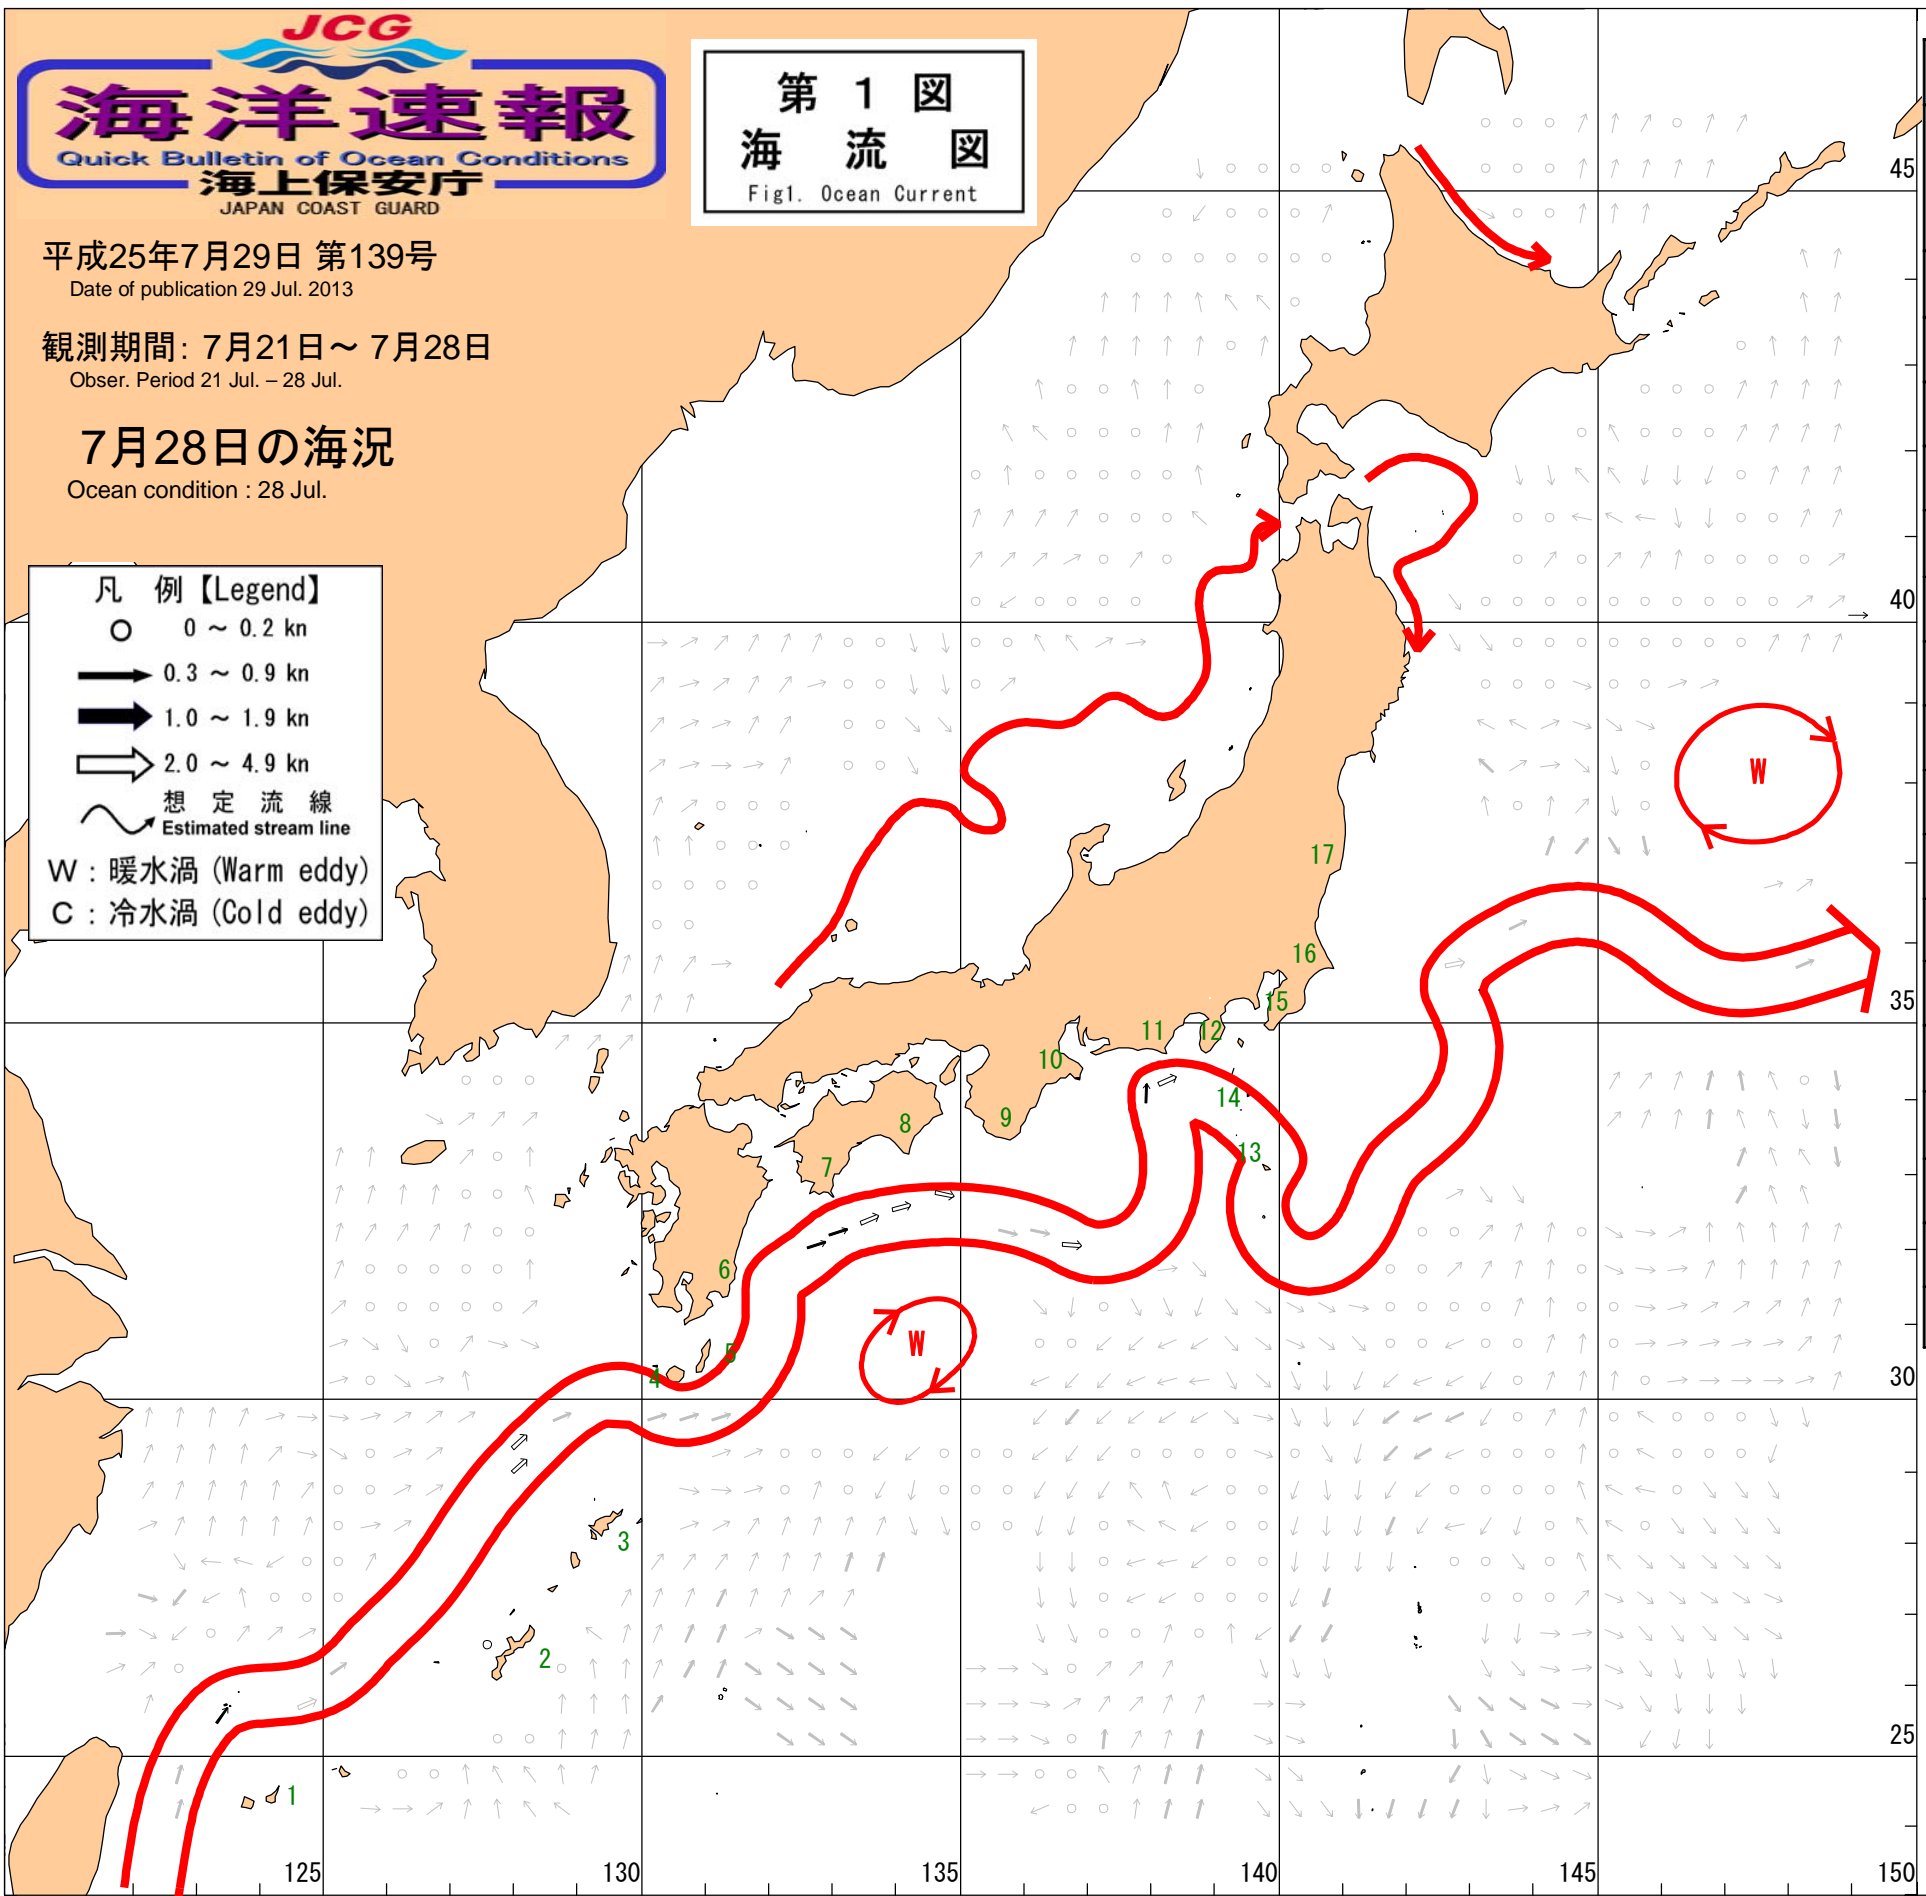 JCG
海洋速報
Quick Bulletin of Ocean Conditions
海上保安庁
JAPAN COAST GUARD
第 1 図
海 流 図
Fig1. Ocean Current
平成25年7月29日 第139号
Date of publication 29 Jul. 2013
観測期間: 7月21日～ 7月28日
Obser. Period 21 Jul. – 28 Jul.
7月28日の海況
Ocean condition : 28 Jul.
凡 例【Legend】
0 ～ 0.2 kn
0.3 ～ 0.9 kn
1.0 ～ 1.9 kn
2.0 ～ 4.9 kn
想 定 流 線
Estimated stream line
W : 暖水渦 (Warm eddy)
C : 冷水渦 (Cold eddy)
45
40
W
17
16
35
15
11
12
10
14
9
8
13
7
6
W
5
4
30
3
2
25
1
125
130
135
140
145
150